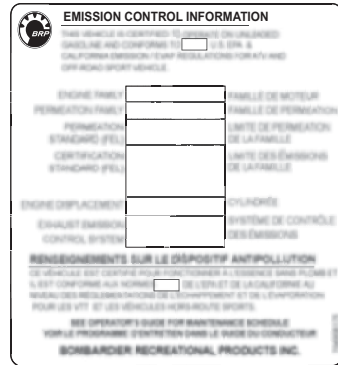 EMISSION CONTROL INFORMATION
BRP
THIS VEHICLE IS CERTIFIED TO OPERATE ON UNLEADED
GASOLINE AND CONFORMS TO U.S. EPA &
CALIFORNIA EMISSION / EVAP REGULATIONS FOR ATV AND
OFF-ROAD SPORT VEHICLE.
ENGINE FAMILY FAMILLE DE MOTEUR
PERMEATION FAMILY FAMILLE DE PERMÉATION
PERMEATION LIMITE DE PERMÉATION
STANDARD (FEL) DE LA FAMILLE
CERTIFICATION LIMITE DES ÉMISSIONS
STANDARD (FEL) DE LA FAMILLE
ENGINE DISPLACEMENT CYLINDRÉE
EXHAUST EMISSION SYSTÈME DE CONTRÔLE
CONTROL SYSTEM DES ÉMISSIONS
RENSEIGNEMENTS SUR LE DISPOSITIF ANTIPOLLUTION
CE VÉHICULE EST CERTIFIÉ POUR FONCTIONNER À L'ESSENCE SANS PLOMB ET
IL EST CONFORME AUX NORMES DE L'EPA ET DE LA CALIFORNIE AU
NIVEAU DES RÉGLEMENTATIONS DE L'ÉCHAPPEMENT ET DE L'ÉVAPORATION
POUR LES VTT ET LES VÉHICULES HORS-ROUTE SPORTS.
SEE OPERATOR'S GUIDE FOR MAINTENANCE SCHEDULE
VOIR LE PROGRAMME D'ENTRETIEN DANS LE GUIDE DU CONDUCTEUR
BOMBARDIER RECREATIONAL PRODUCTS INC.